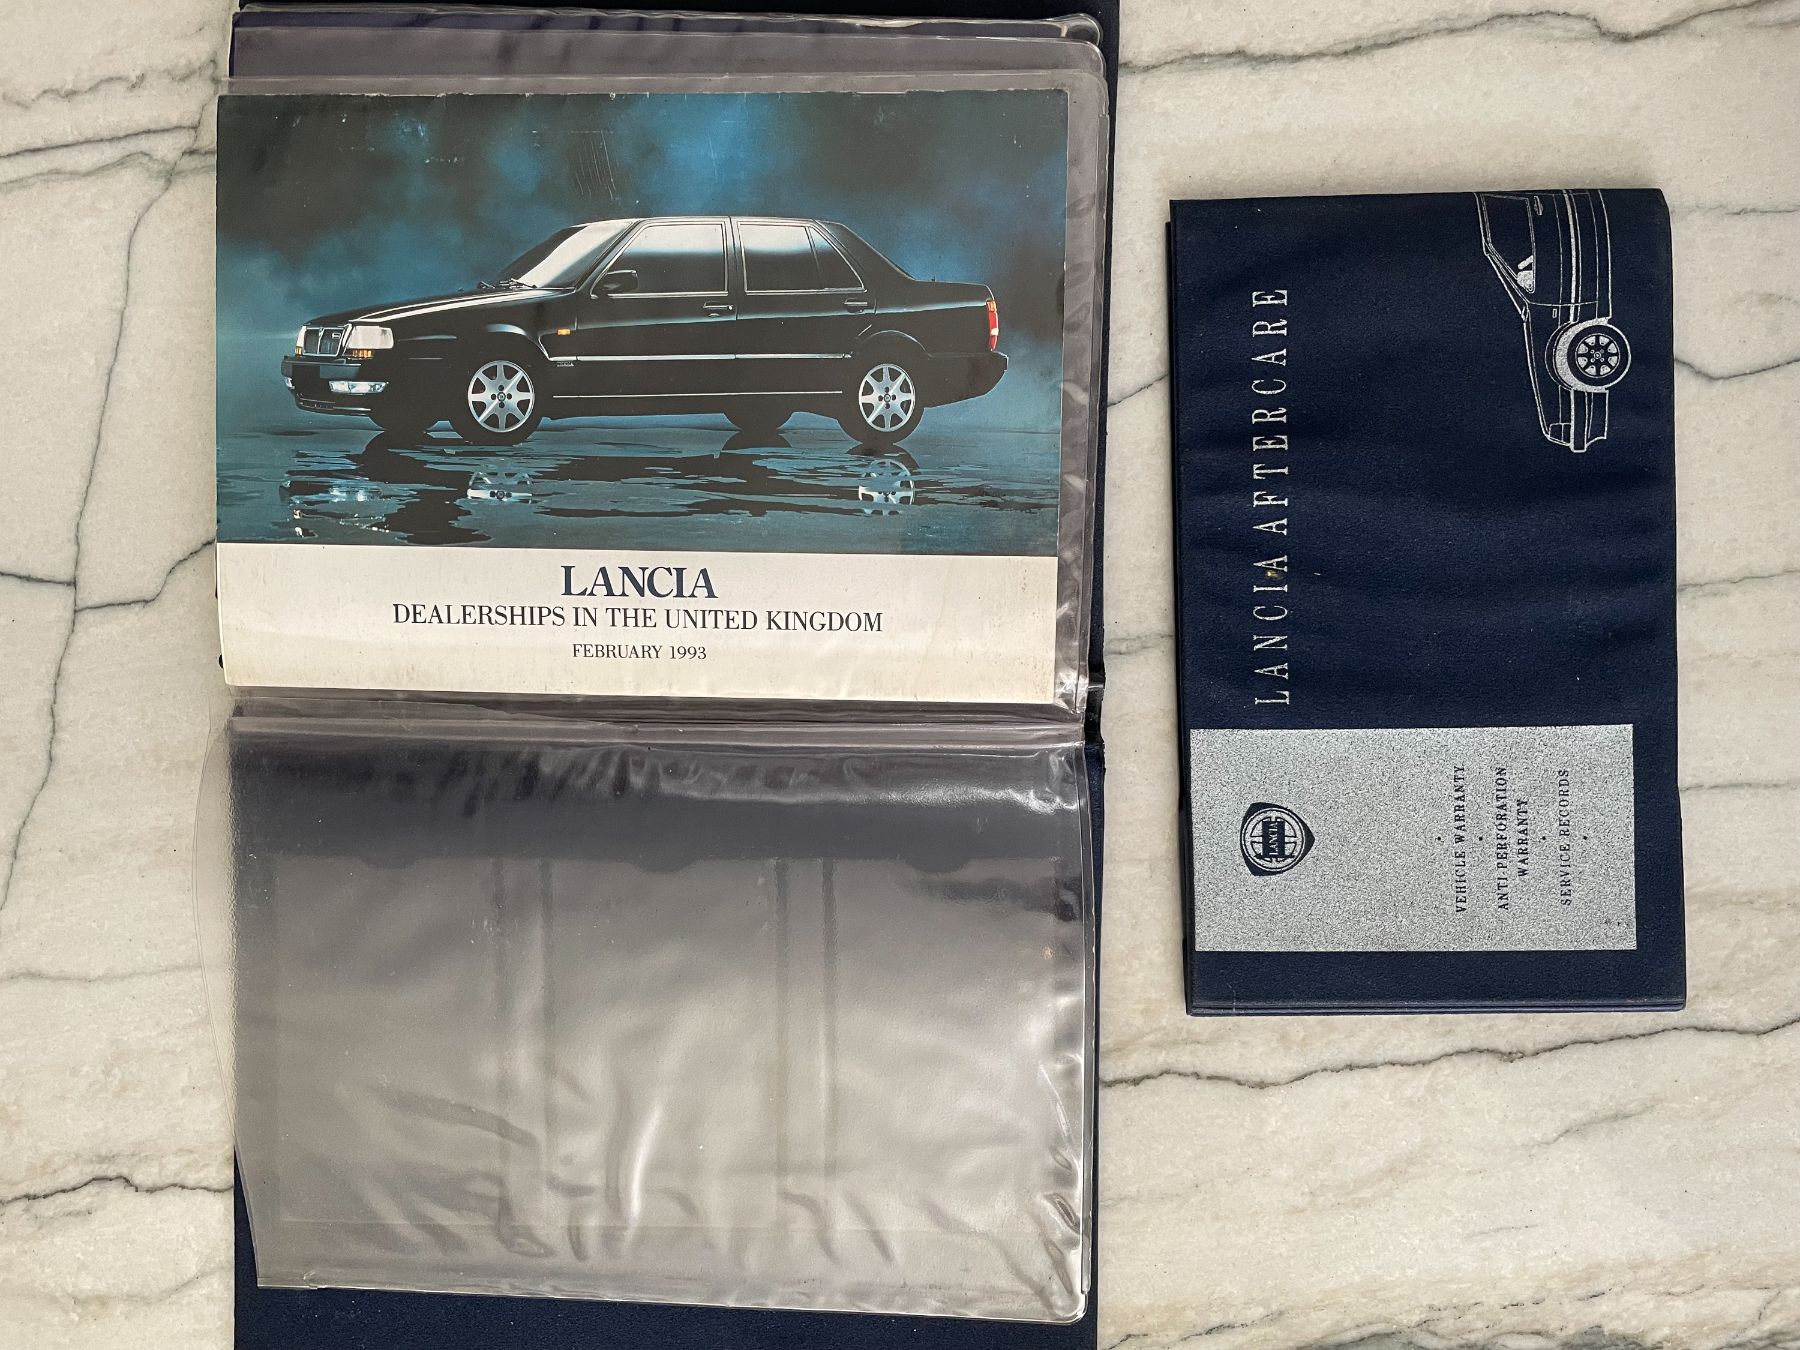 LANCIA
DEALERSHIPS IN THE UNITED KINGDOM
FEBRUARY 1993
LANCIA AFTERCARE
LANCIA
VEHICLE WARRANTY
•
ANTI-PERFORATION
WARRANTY
•
SERVICE RECORDS
•